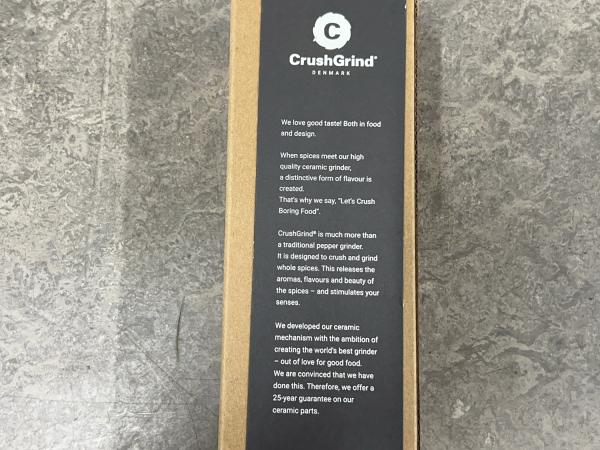 C
CrushGrind®
DENMARK
We love good taste! Both in food
and design.
When spices meet our high
quality ceramic grinder,
a distinctive form of flavour is
created.
That's why we say, "Let's Crush
Boring Food".
CrushGrind® is much more than
a traditional pepper grinder.
It is designed to crush and grind
whole spices. This releases the
aromas, flavours and beauty of
the spices – and stimulates your
senses.
We developed our ceramic
mechanism with the ambition of
creating the world's best grinder
– out of love for good food.
We are convinced that we have
done this. Therefore, we offer a
25-year guarantee on our
ceramic parts.